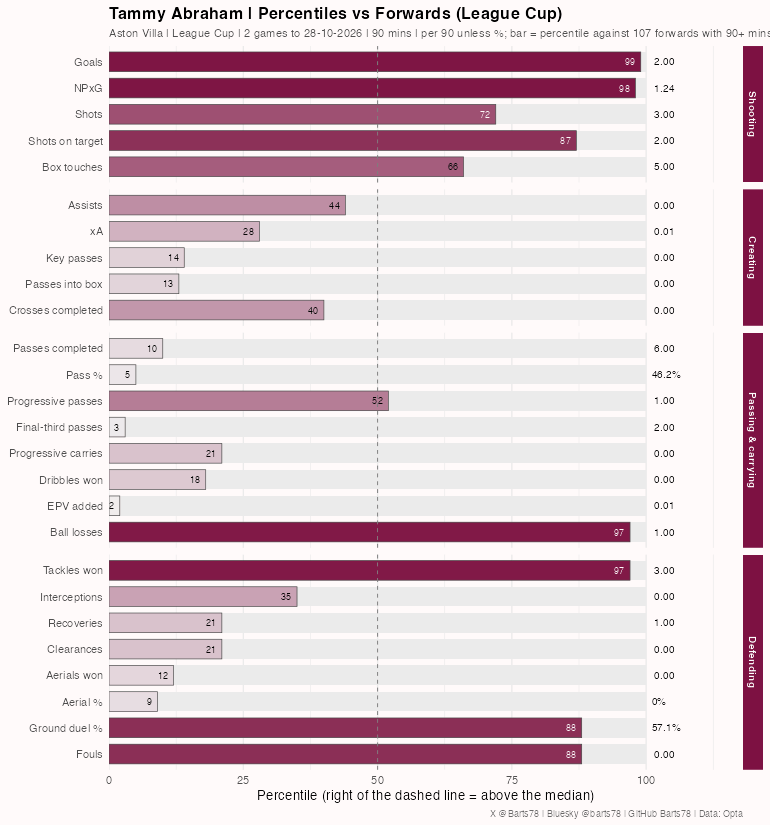 Tammy Abraham | Percentiles vs Forwards (League Cup)
Aston Villa | League Cup | 2 games to 28-10-2026 | 90 mins | per 90 unless %; bar = percentile against 107 forwards with 90+ mins
Goals 99 2.00
NPxG 98 1.24
Shots 72 3.00
Shots on target 87 2.00
Box touches 66 5.00
Shooting
Assists 44 0.00
xA 28 0.01
Key passes 14 0.00
Passes into box 13 0.00
Crosses completed 40 0.00
Creating
Passes completed 10 6.00
Pass % 5 46.2%
Progressive passes 52 1.00
Final-third passes 3 2.00
Progressive carries 21 0.00
Dribbles won 18 0.00
EPV added 2 0.01
Ball losses 97 1.00
Passing & carrying
Tackles won 97 3.00
Interceptions 35 0.00
Recoveries 21 1.00
Clearances 21 0.00
Aerials won 12 0.00
Aerial % 9 0%
Ground duel % 88 57.1%
Fouls 88 0.00
Defending
0 25 50 75 100
Percentile (right of the dashed line = above the median)
X @Barts78 | Bluesky @barts78 | GitHub Barts78 | Data: Opta